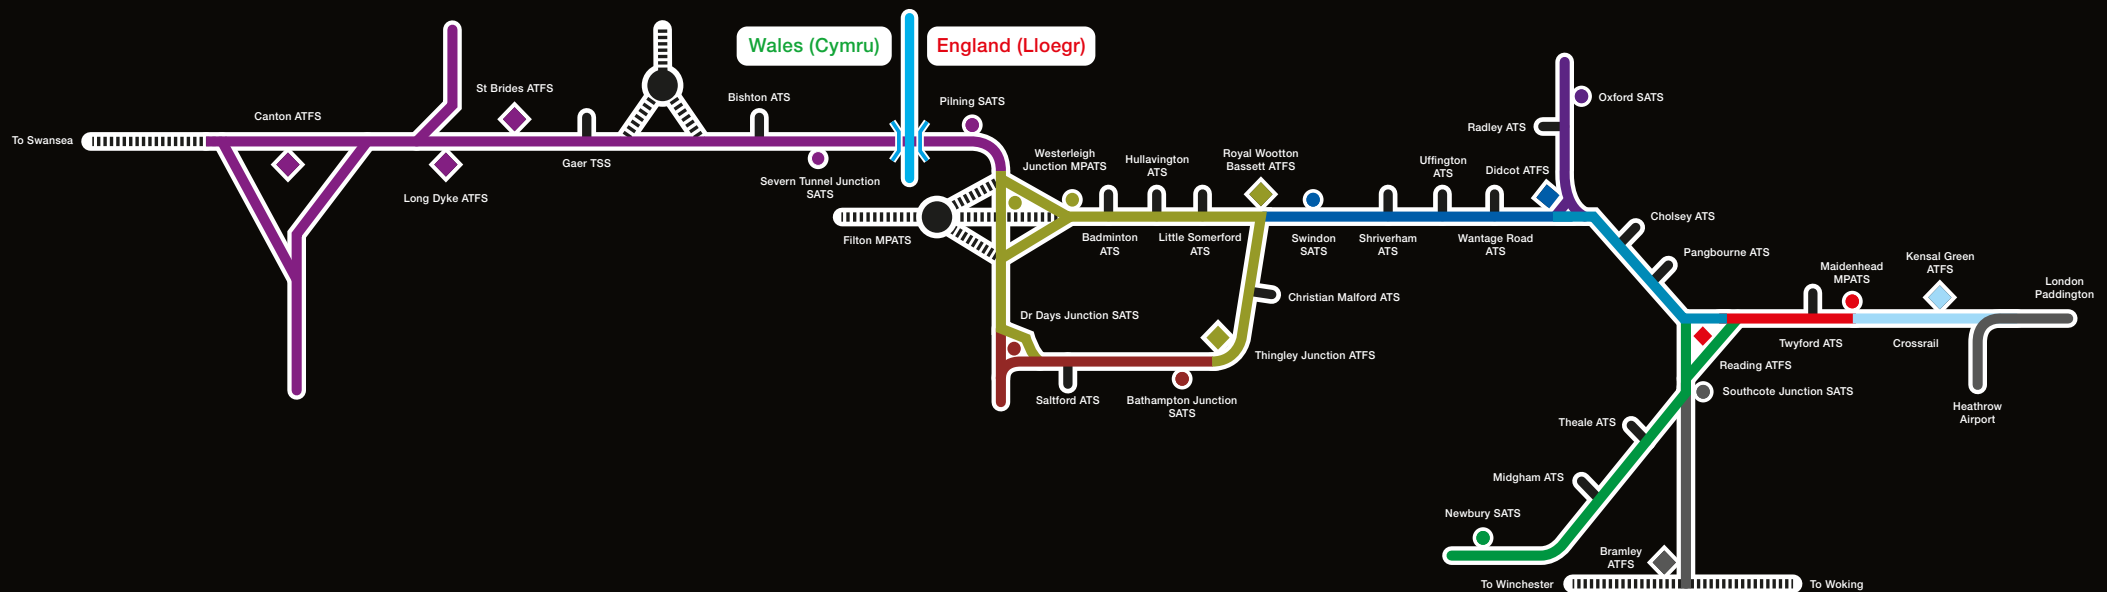 Wales (Cymru)
England (Lloegr)
To Swansea
Canton ATFS
St Brides ATFS
Long Dyke ATFS
Gaer TSS
Bishton ATS
Severn Tunnel Junction
SATS
Pilning SATS
Filton MPATS
Westerleigh
Junction MPATS
Badminton
ATS
Hullavington
ATS
Little Somerford
ATS
Royal Wootton
Bassett ATFS
Swindon
SATS
Shriverham
ATS
Uffington
ATS
Wantage Road
ATS
Didcot ATFS
Radley ATS
Oxford SATS
Cholsey ATS
Pangbourne ATS
Christian Malford ATS
Dr Days Junction SATS
Thingley Junction ATFS
Saltford ATS
Bathampton Junction
SATS
Maidenhead
MPATS
Kensal Green
ATFS
London
Paddington
Twyford ATS
Crossrail
Heathrow
Airport
Reading ATFS
Southcote Junction SATS
Theale ATS
Midgham ATS
Newbury SATS
Bramley
ATFS
To Winchester
To Woking